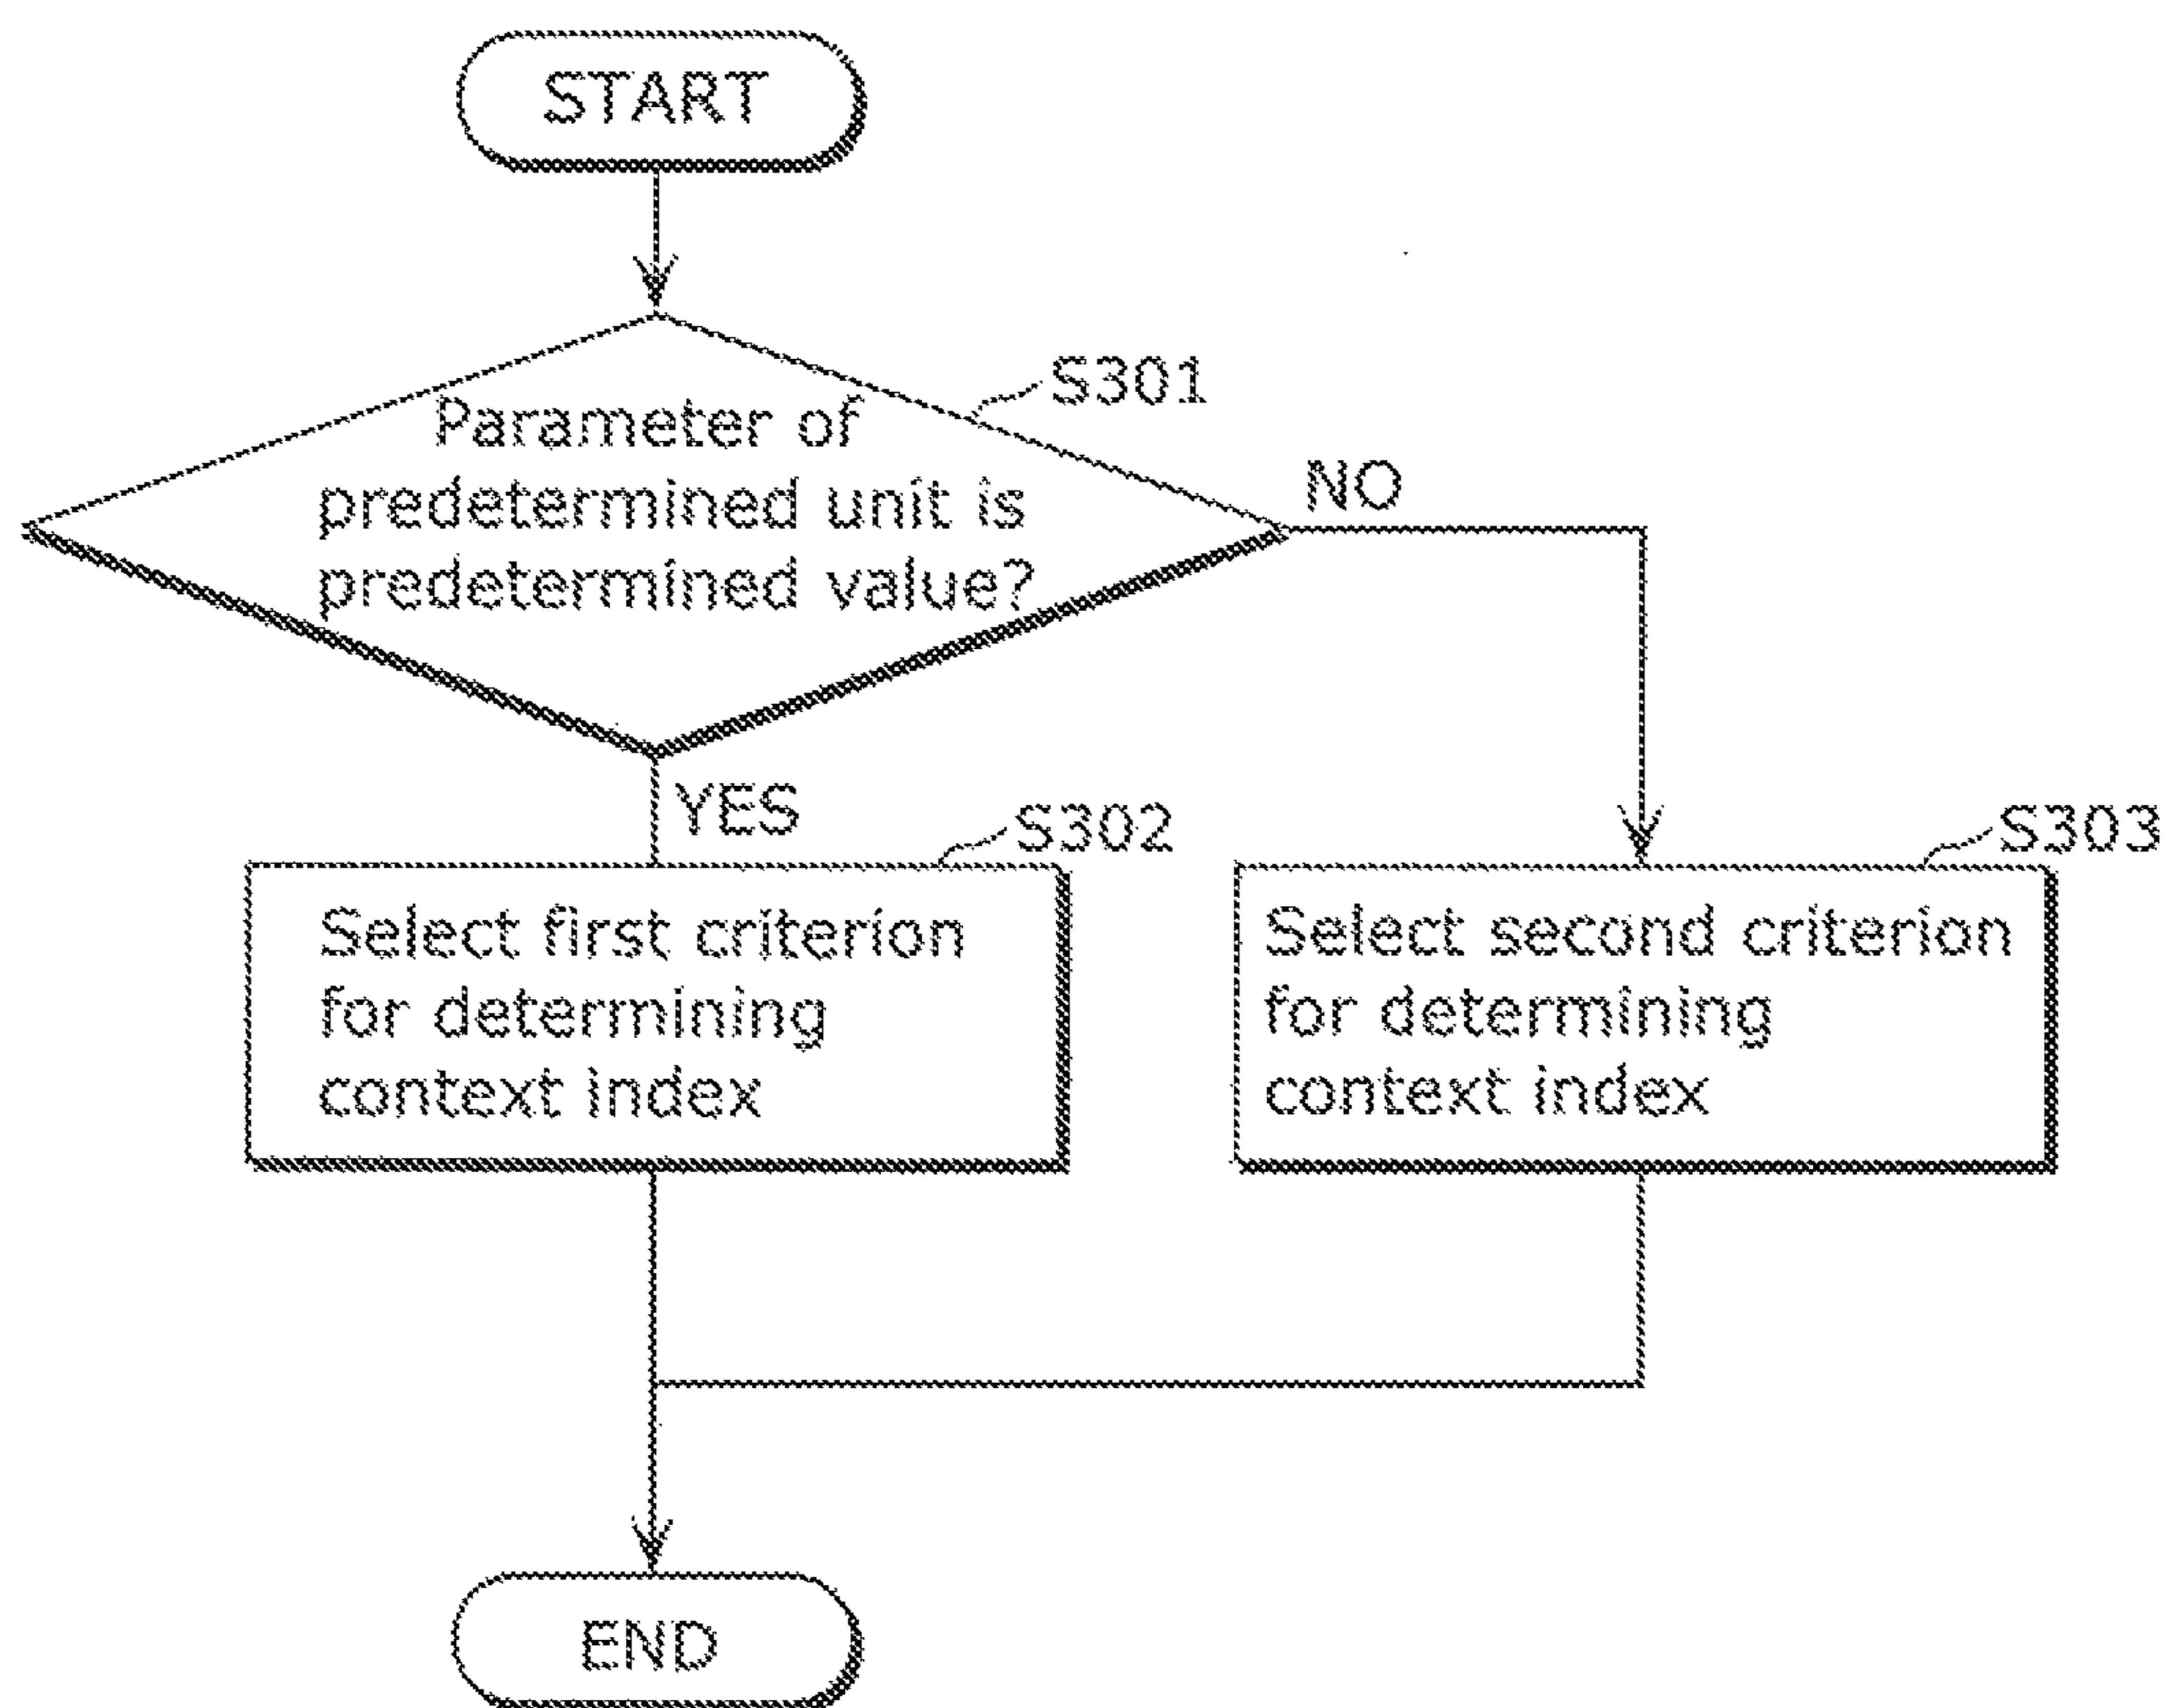 START
S301
Parameter of
predetermined unit is
predetermined value?
NO
YES
S302
Select first criterion
for determining
context index
S303
Select second criterion
for determining
context index
END